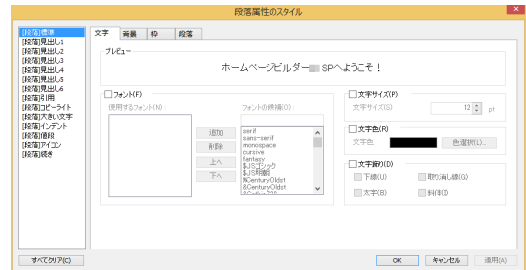 段落属性のスタイル
[段落]標準
[段落]見出し1
[段落]見出し2
[段落]見出し3
[段落]見出し4
[段落]見出し5
[段落]見出し6
[段落]引用
[段落]コピーライト
[段落]大きい文字
[段落]インデント
[段落]値段
[段落]アイコン
[段落]続き
文字 背景 枠 段落
プレビュー
ホームページビルダー SPへようこそ!
フォント(F)
使用するフォント(N):
フォントの候補(O):
追加
削除
上へ
下へ
serif
sans-serif
monospace
cursive
fantasy
$JSゴシック
$JS明朝
%CenturyOldst
&CenturyOldst
文字サイズ(P)
文字サイズ(S) 12 pt
文字色(R)
文字色: 色選択(L)...
文字飾り(D)
下線(U) 取り消し線(G)
太字(B) 斜体(I)
すべてクリア(C) OK キャンセル 適用(A)